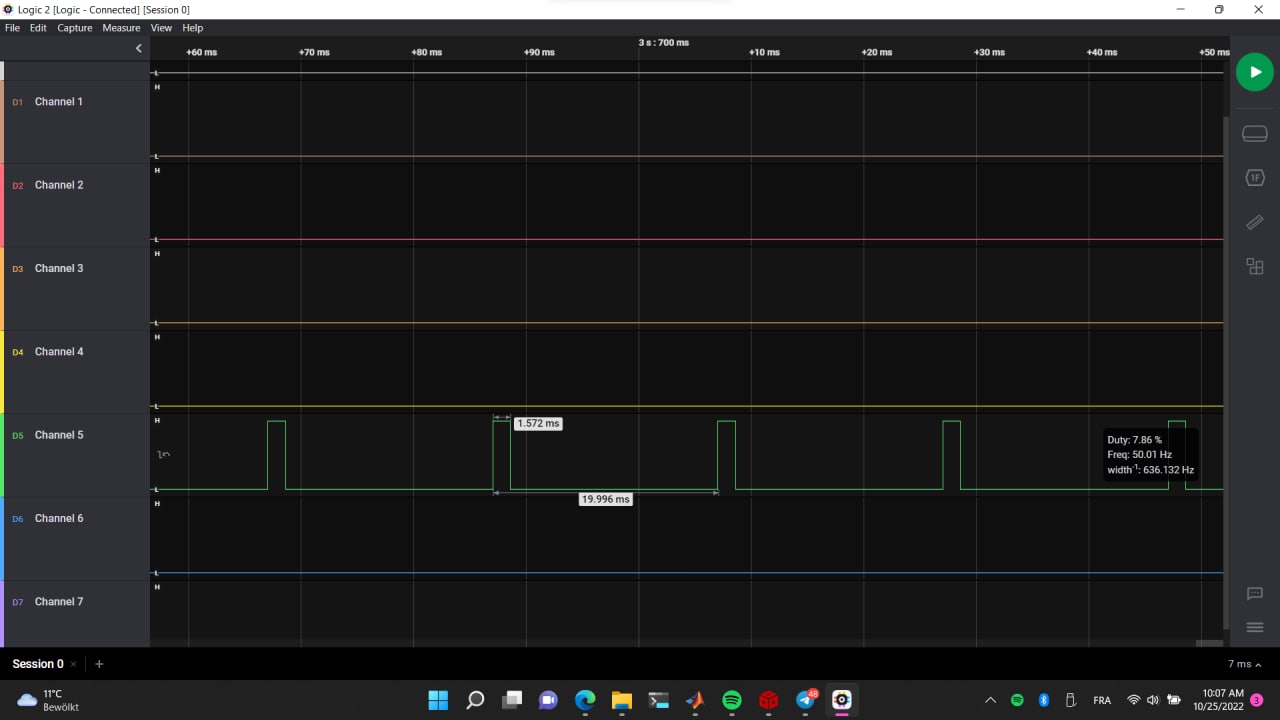 Logic 2 [Logic - Connected] [Session 0]
File Edit Capture Measure View Help
3 s : 700 ms
+60 ms +70 ms +80 ms +90 ms +10 ms +20 ms +30 ms +40 ms +50 ms
L
H
D1 Channel 1
L
H
D2 Channel 2
L
H
D3 Channel 3
L
H
D4 Channel 4
L
H
1.572 ms
D5 Channel 5
Duty: 7.86 %
Freq: 50.01 Hz
width-1: 636.132 Hz
L
19.996 ms
H
D6 Channel 6
L
H
D7 Channel 7
1F
Session 0 × +
7 ms
11°C
Bewölkt
48
FRA
10:07 AM
10/25/2022
3